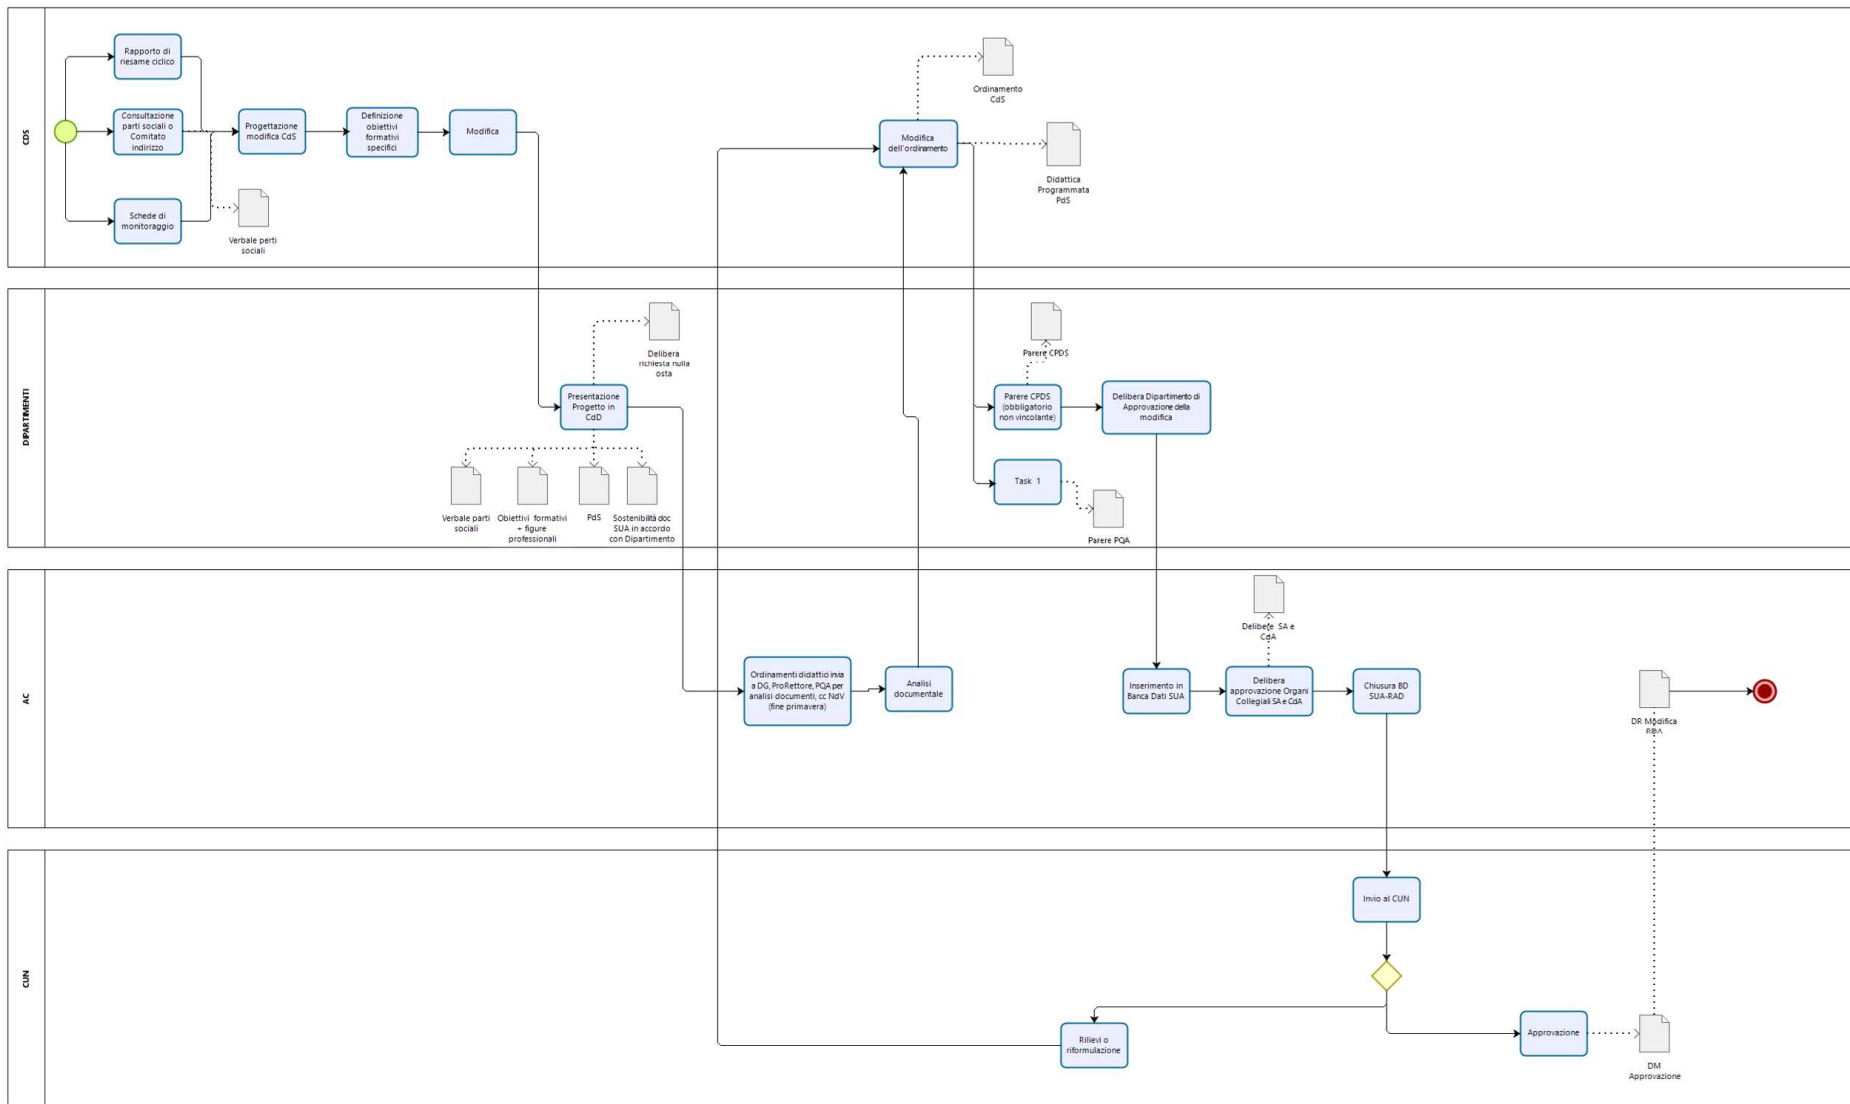 CDS
Rapporto di
riesame ciclico
Consultazione
parti sociali o
Comitato
indirizzo
Schede di
monitoraggio
Verbale perti
sociali
Progettazione
modifica CdS
Definizione
obiettivi
formativi
specifici
Modifica
Modifica
dell'ordinamento
Ordinamento
CdS
Didattica
Programmata
PdS
DIPARTIMENTI
Delibera
richiesta nulla
osta
Presentazione
Progetto in
CdD
Verbale parti
sociali
Obiettivi formativi
+ figure
professionali
PdS
Sostenibilità doc
SUA in accordo
con Dipartimento
Parere CPDS
Parere CPDS
(obbligatorio
non vincolante)
Delibera Dipartimento di
Approvazione della
modifica
Task 1
Parere PQA
AC
Ordinamenti didattici invia
a DG, ProRettore, PQA per
analisi documenti, cc NdV
(fine primavera)
Analisi
documentale
Delibere SA e
CdA
Inserimento in
Banca Dati SUA
Delibera
approvazione Organi
Collegiali SA e CdA
Chiusura BD
SUA-RAD
DR Modifica
RDA
CUN
Invio al CUN
Rilievi o
riformulazione
Approvazione
DM
Approvazione